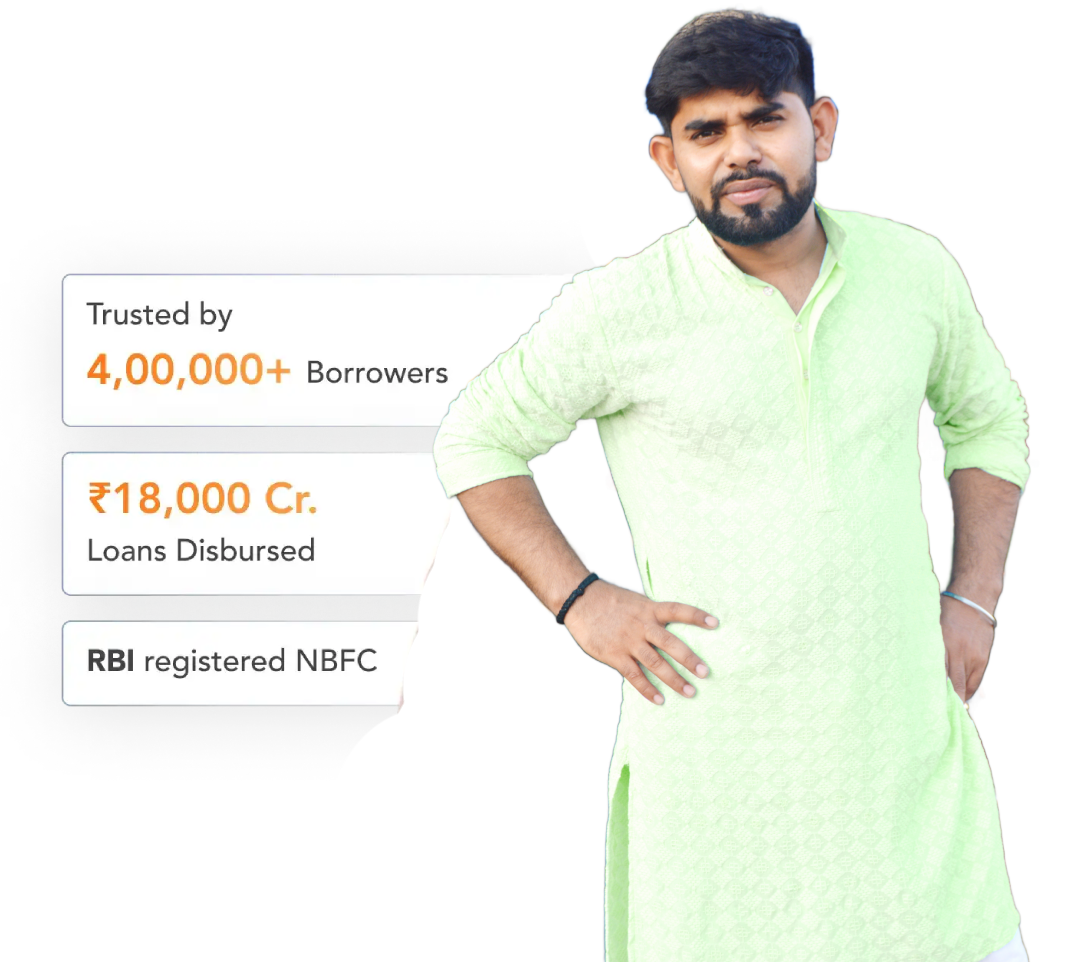 Trusted by
4,00,000+ Borrowers
₹18,000 Cr.
Loans Disbursed
RBI registered NBFC